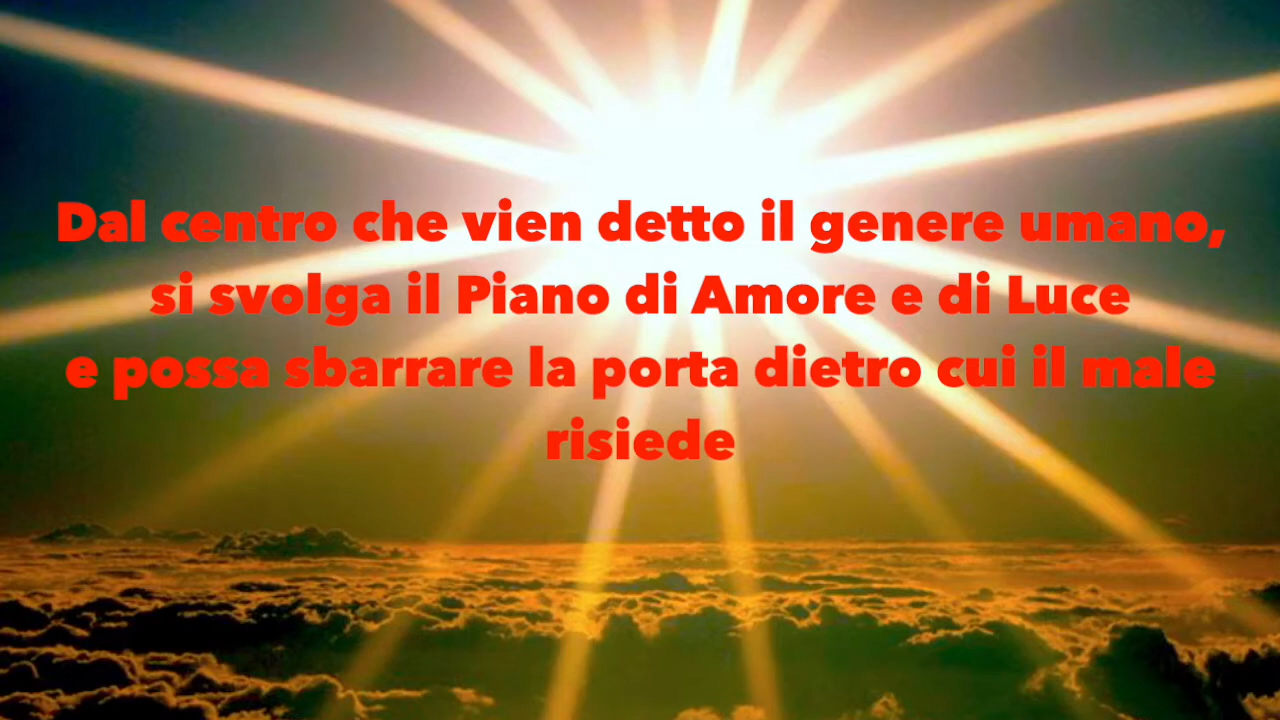 Dal centro che vien detto il genere umano,
si svolga il Piano di Amore e di Luce
e possa sbarrare la porta dietro cui il male
risiede